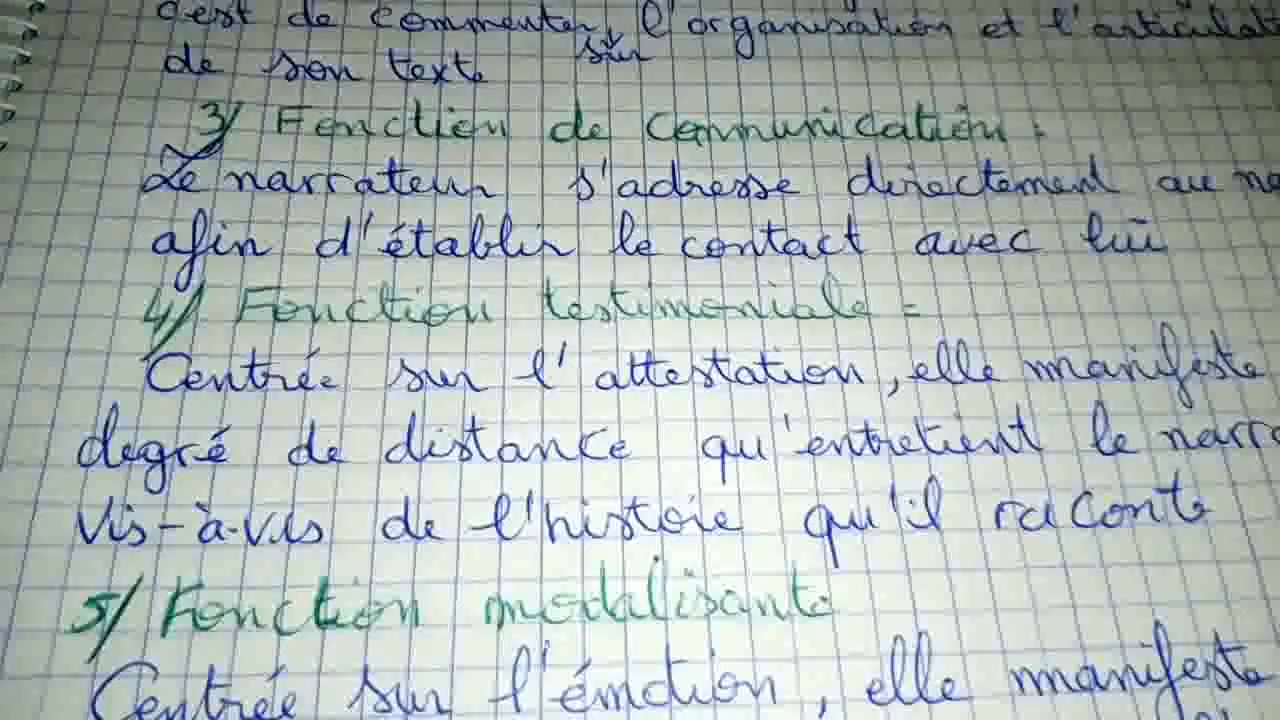 c'est de commenter l'organisation et l'articulat
sur
de son texte
3/ Fonction de communication :
Le narrateur s'adresse directement au
afin d'établir le contact avec lui
4/ Fonction testimoniale =
Centrée sur l'attestation, elle manifeste
degré de distance qu'entretient le narra
vis-à-vis de l'histoie qu'il raconte
5/ Fonction modalisante
Centrée sur l'émotion, elle manifeste